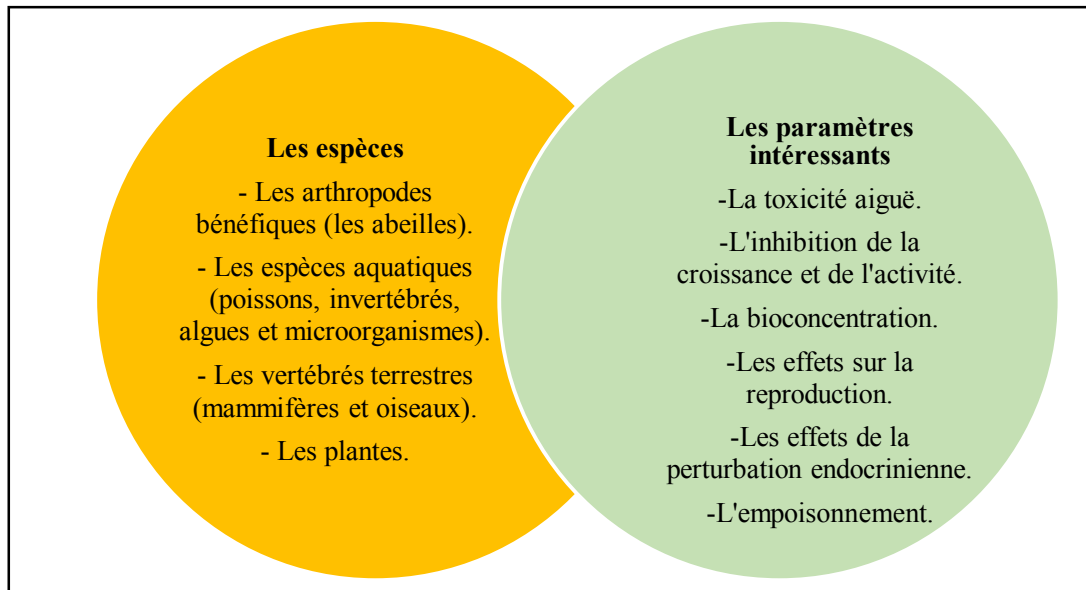 Les espèces
- Les arthropodes
bénéfiques (les abeilles).
- Les espèces aquatiques
(poissons, invertébrés,
algues et microorganismes).
- Les vertébrés terrestres
(mammifères et oiseaux).
- Les plantes.
Les paramètres
intéressants
-La toxicité aiguë.
-L'inhibition de la
croissance et de l'activité.
-La bioconcentration.
-Les effets sur la
reproduction.
-Les effets de la
perturbation endocrinienne.
-L'empoisonnement.